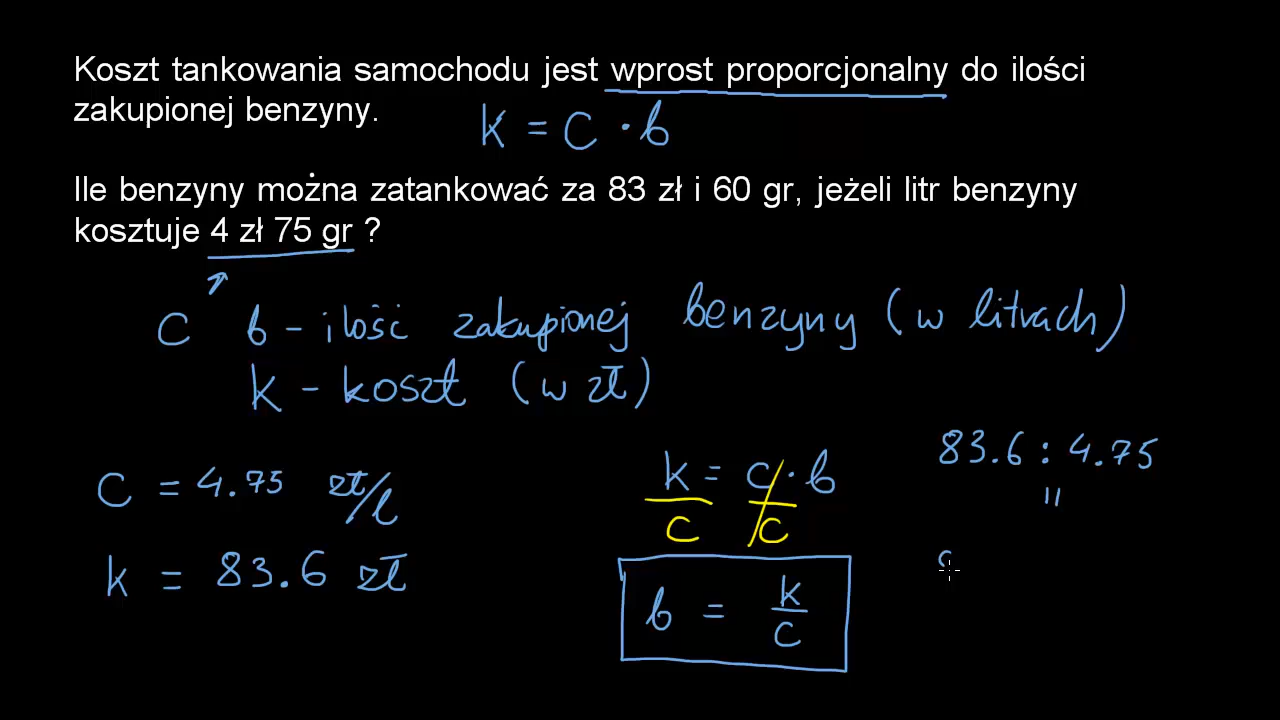 Koszt tankowania samochodu jest wprost proporcjonalny do ilości
zakupionej benzyny.
k = C · b
Ile benzyny można zatankować za 83 zł i 60 gr, jeżeli litr benzyny
kosztuje 4 zł 75 gr ?
C b - ilość zakupionej benzyny (w litrach)
k - koszt (w zł)
C = 4.75 zł/l
k = 83.6 zł
k = c · b
c c
b = k/c
83.6 : 4.75
=